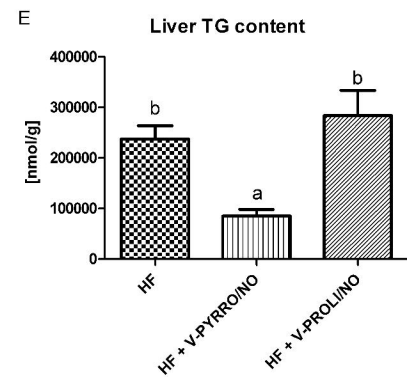 E
Liver TG content
[nmol/g]
400000
300000
200000
100000
0
b
a
b
HF
HF + V-PYRRO/NO
HF + V-PROLI/NO